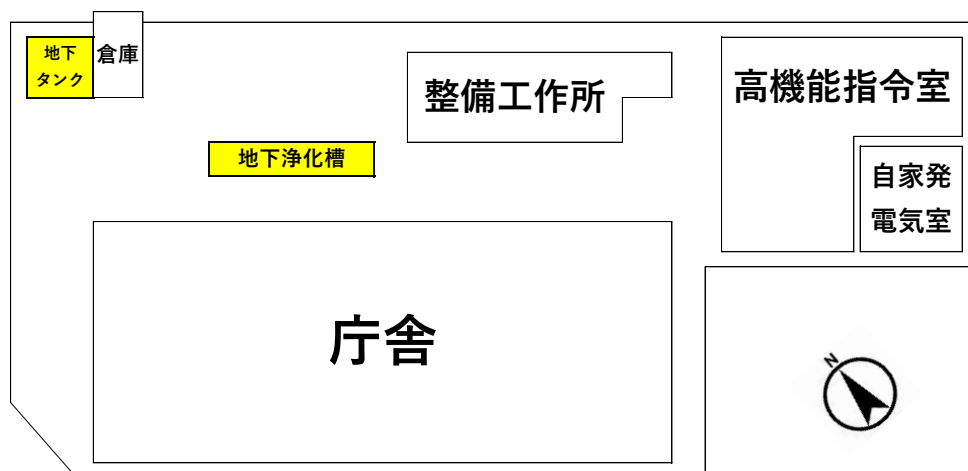 地下
タンク
倉庫
整備工作所
高機能指令室
地下浄化槽
自家発
電気室
庁舎
N